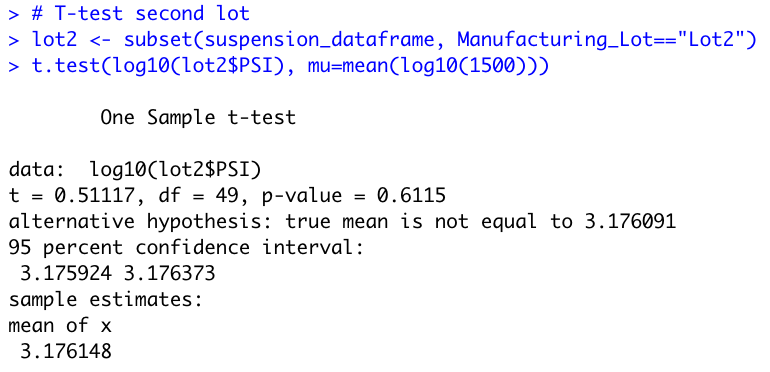 > # T-test second lot
> lot2 <- subset(suspension_dataframe, Manufacturing_Lot=="Lot2")
> t.test(log10(lot2$PSI), mu=mean(log10(1500)))
One Sample t-test
data:  log10(lot2$PSI)
t = 0.51117, df = 49, p-value = 0.6115
alternative hypothesis: true mean is not equal to 3.176091
95 percent confidence interval:
3.175924 3.176373
sample estimates:
mean of x
3.176148